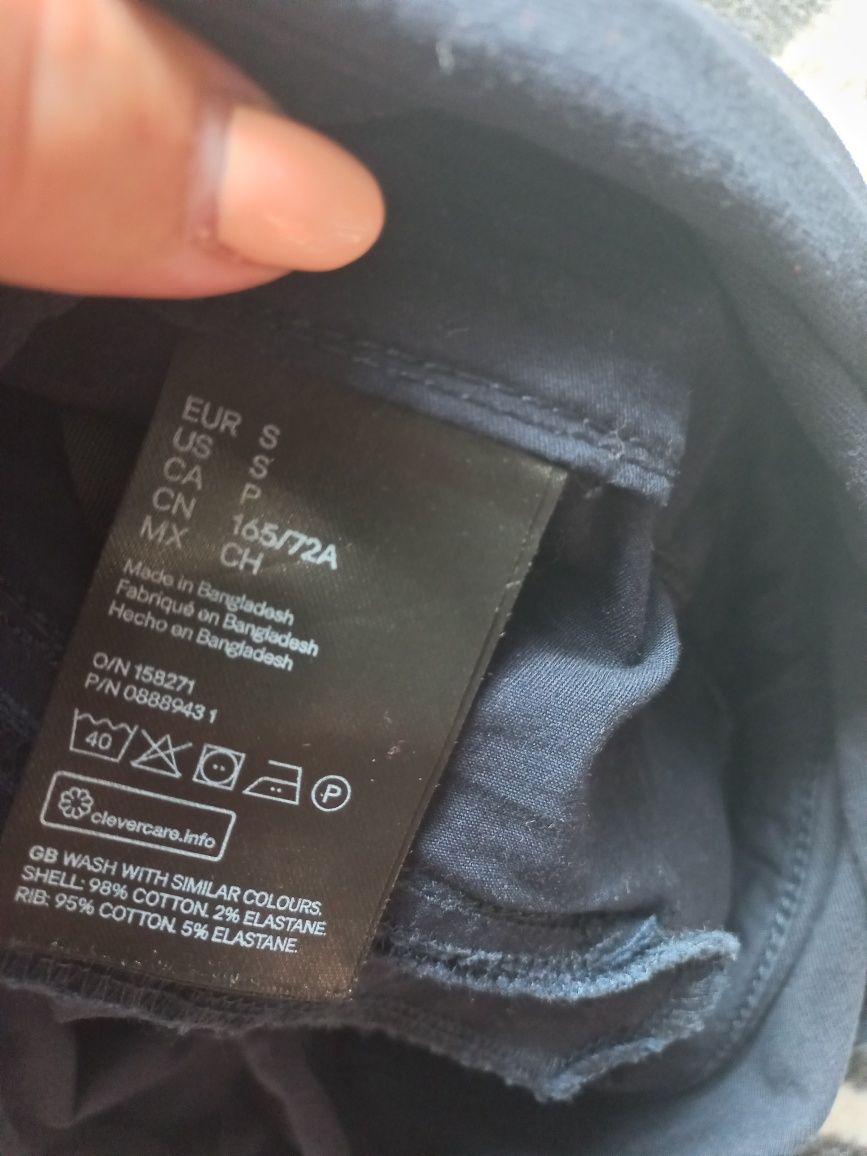 EUR S
US S
CA P
CN 165/72A
MX CH
Made in Bangladesh
Fabriqué en Bangladesh
Hecho en Bangladesh
O/N 158271
P/N 0888943 1
40
P
clevercare.info
GB WASH WITH SIMILAR COLOURS.
SHELL: 98% COTTON. 2% ELASTANE.
RIB: 95% COTTON. 5% ELASTANE.